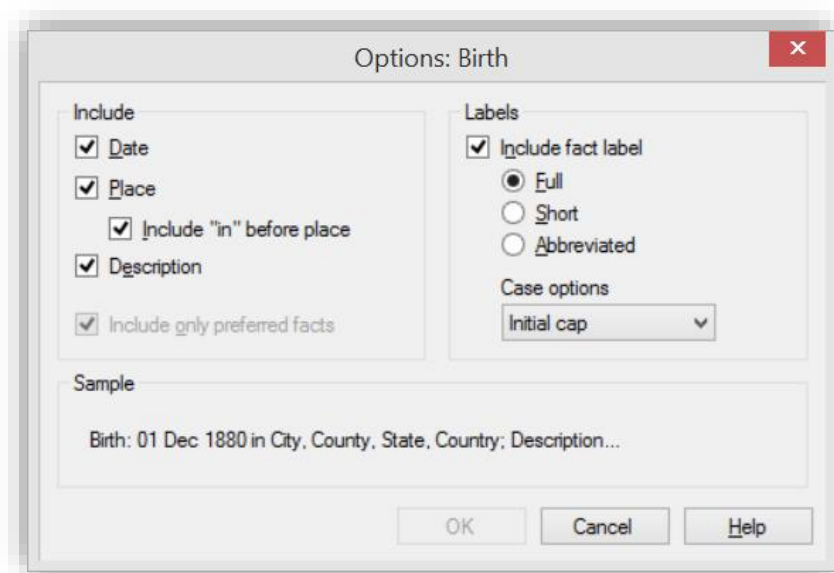 Options: Birth
Include
Date
Place
Include "in" before place
Description
Include only preferred facts
Labels
Include fact label
Full
Short
Abbreviated
Case options
Initial cap
Sample
Birth: 01 Dec 1880 in City, County, State, Country; Description...
OK
Cancel
Help